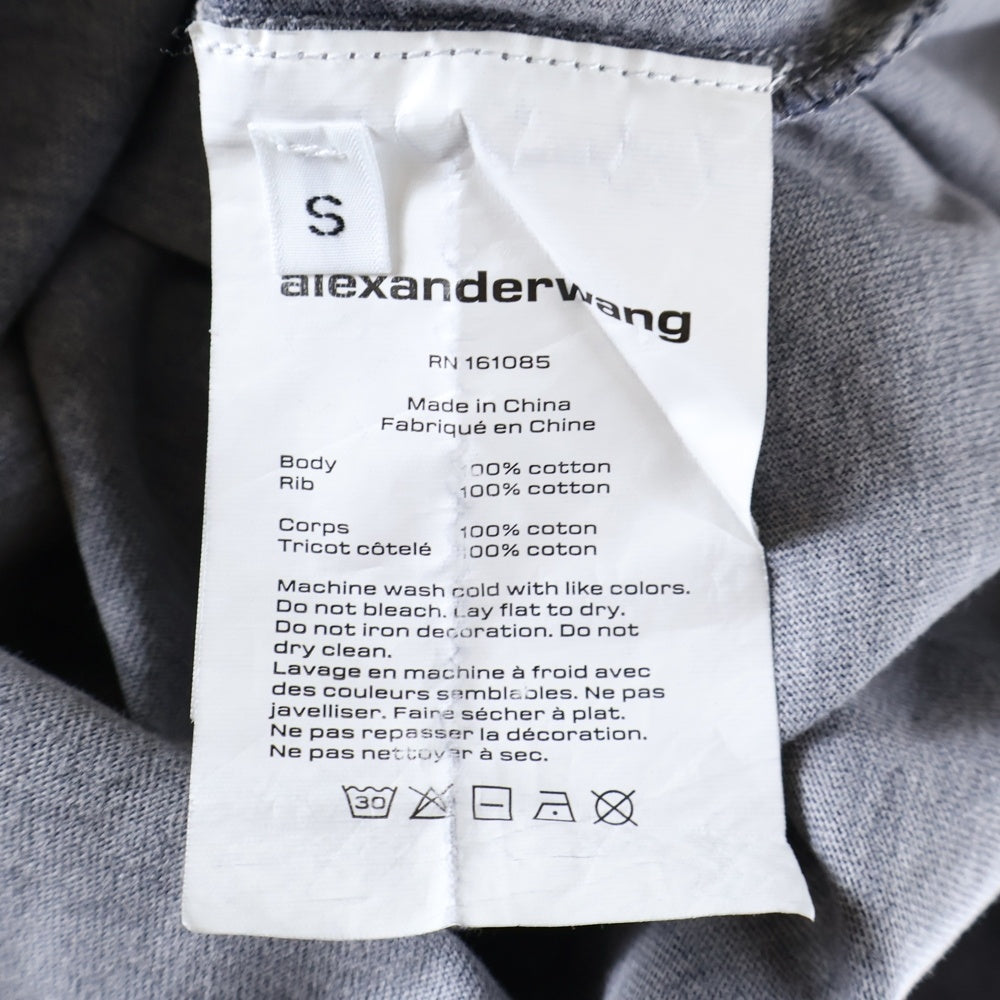 S
alexanderwang
RN 161085
Made in China
Fabriqué en Chine
Body 100% cotton
Rib 100% cotton
Corps 100% cotton
Tricot côtelé 100% coton
Machine wash cold with like colors.
Do not bleach. Lay flat to dry.
Do not iron decoration. Do not
dry clean.
Lavage en machine à froid avec
des couleurs semblables. Ne pas
javelliser. Faire sécher à plat.
Ne pas repasser la décoration.
Ne pas nettoyer à sec.
30